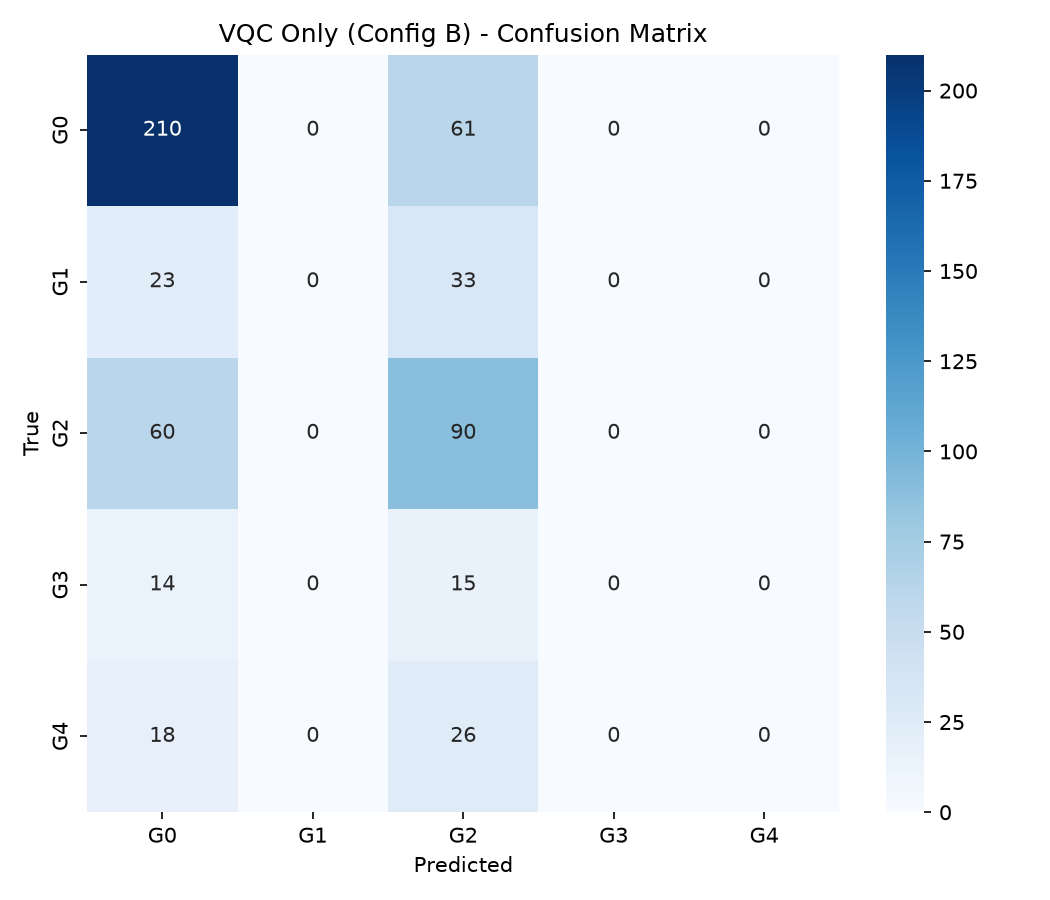 VQC Only (Config B) - Confusion Matrix
G0 210 0 61 0 0
G1 23 0 33 0 0
G2 60 0 90 0 0
G3 14 0 15 0 0
G4 18 0 26 0 0
True
G0 G1 G2 G3 G4
Predicted
200
175
150
125
100
75
50
25
0